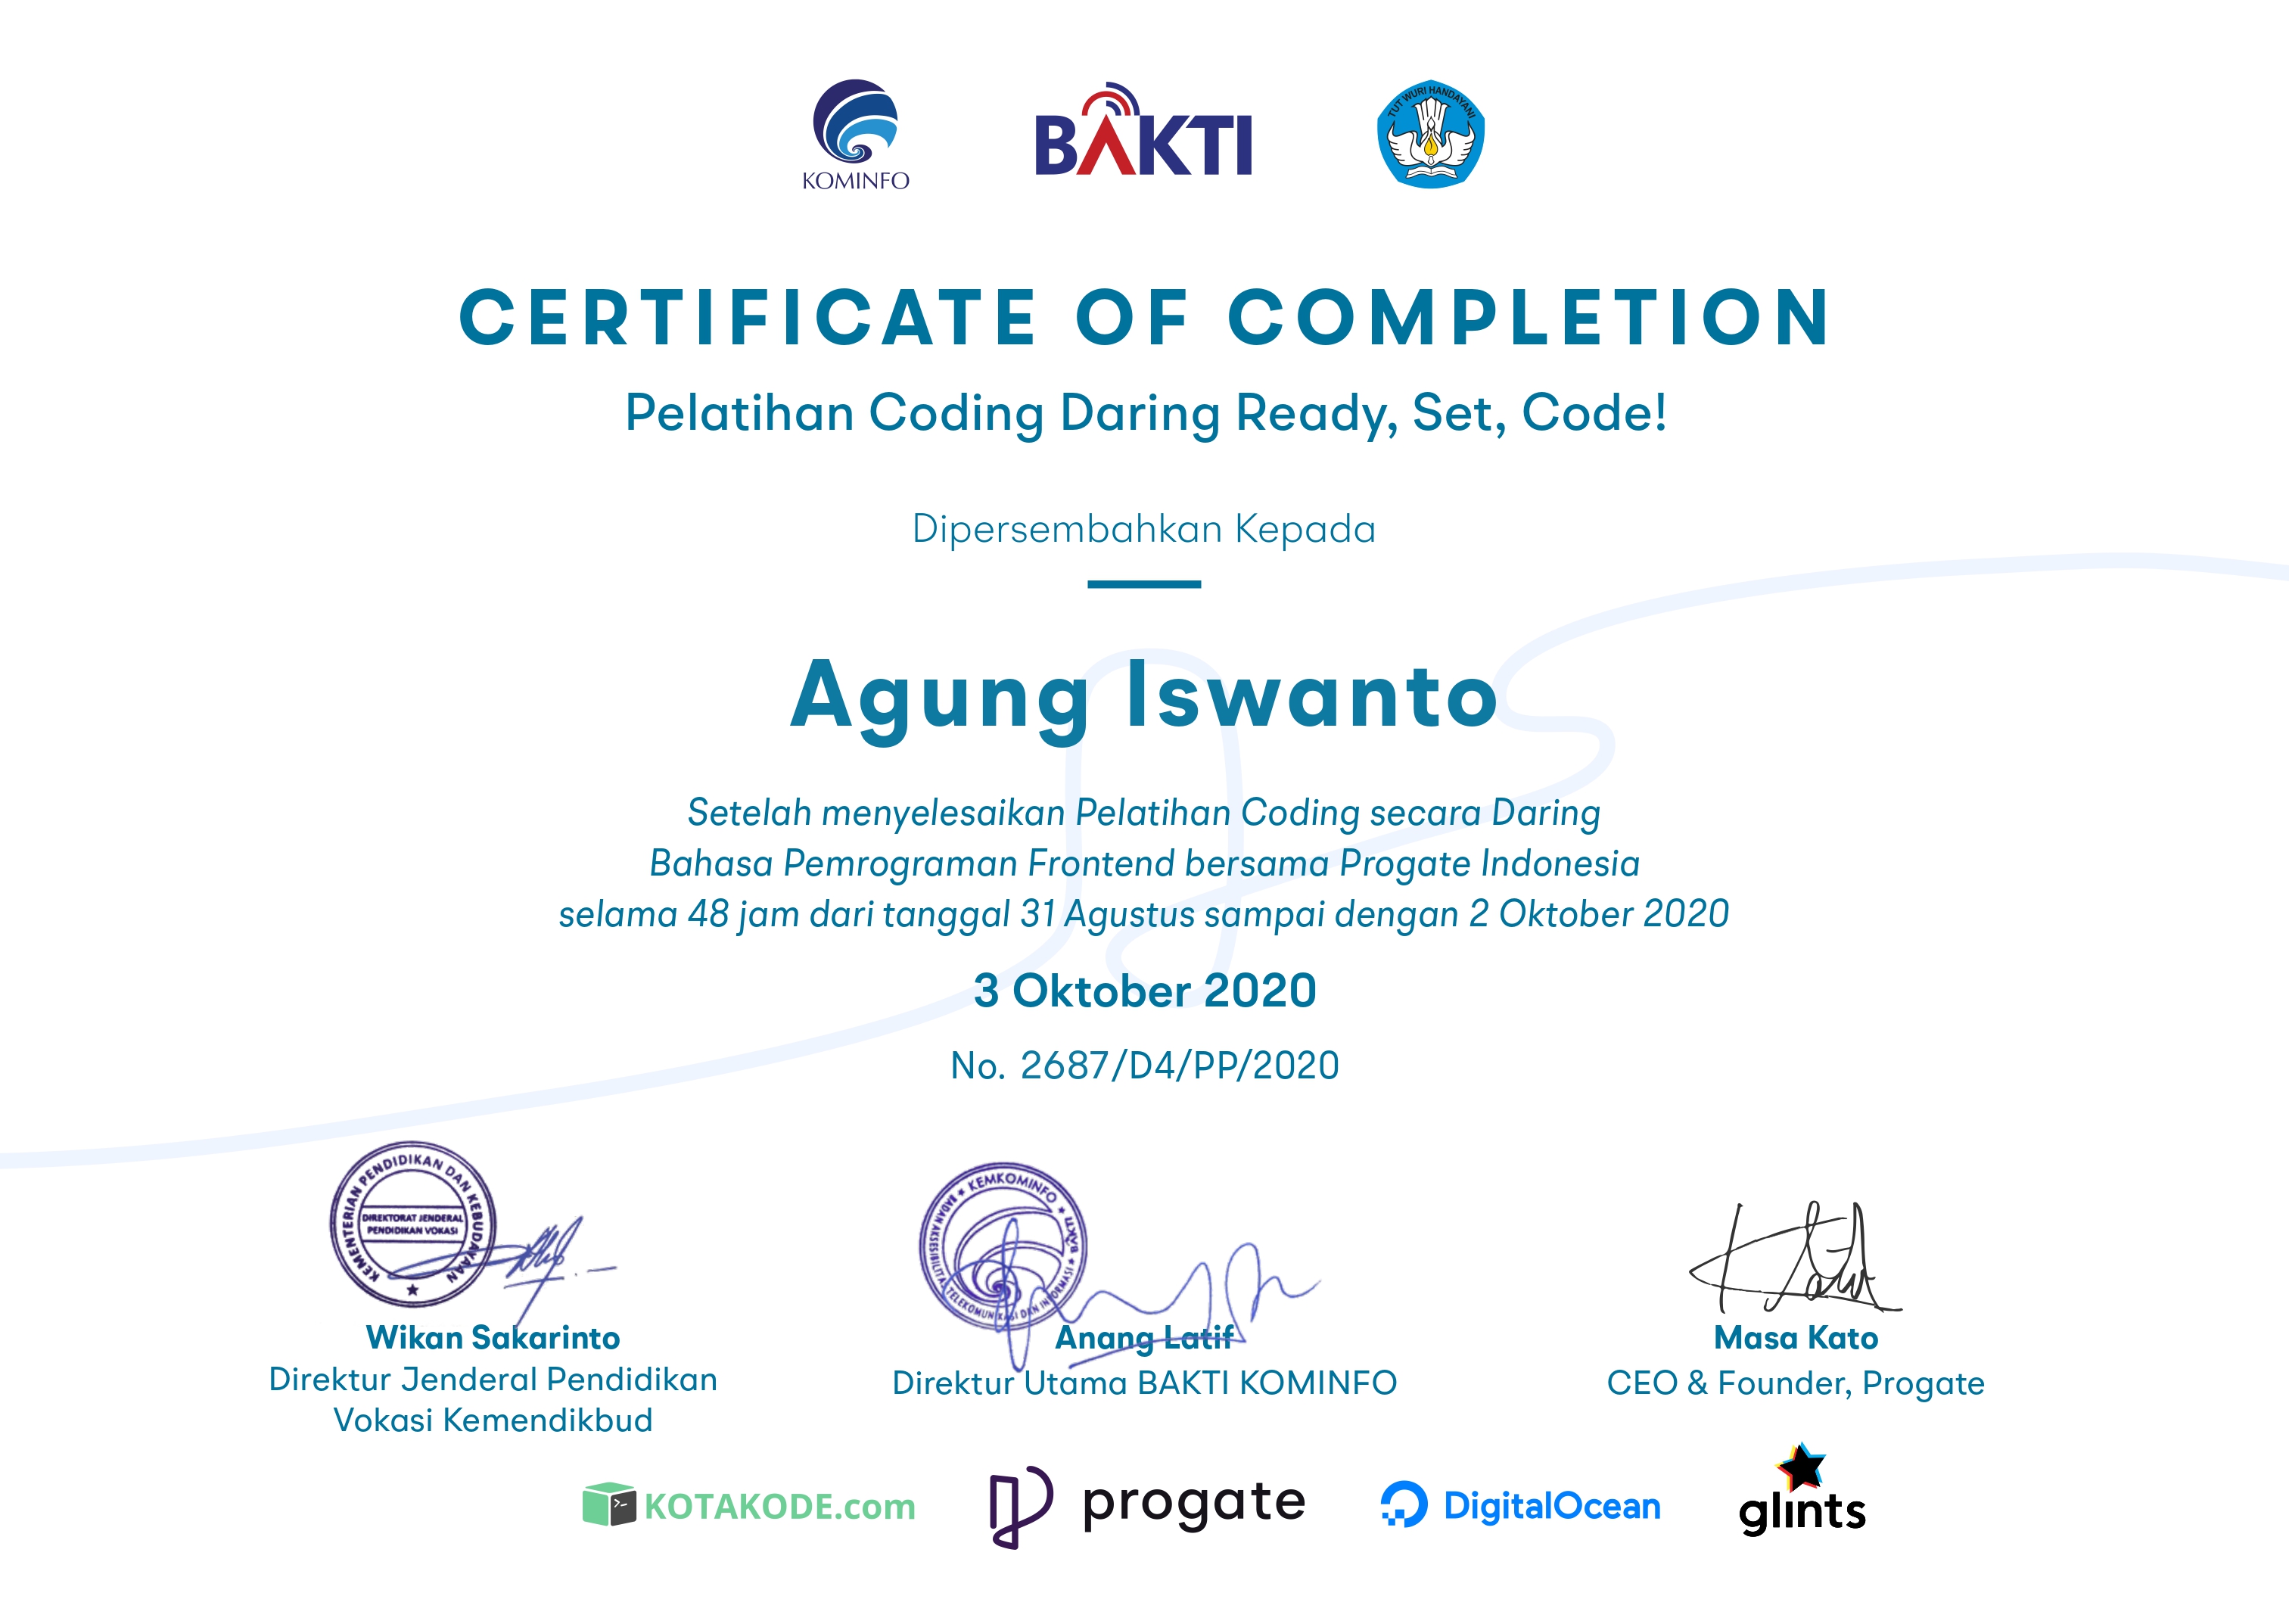 KOMINFO
BAKTI
TUT WURI HANDAYANI
CERTIFICATE OF COMPLETION
Pelatihan Coding Daring Ready, Set, Code!
Dipersembahkan Kepada
Agung Iswanto
Setelah menyelesaikan Pelatihan Coding secara Daring
Bahasa Pemrograman Frontend bersama Progate Indonesia
selama 48 jam dari tanggal 31 Agustus sampai dengan 2 Oktober 2020
3 Oktober 2020
No. 2687/D4/PP/2020
KEMENTERIAN PENDIDIKAN DAN KEBUDAYAAN
DIREKTORAT JENDERAL
PENDIDIKAN VOKASI
KEMKOMINFO
BADAN AKSESIBILITAS TELEKOMUNIKASI DAN INFORMASI
BAKTI
Wikan Sakarinto
Direktur Jenderal Pendidikan
Vokasi Kemendikbud
Anang Latif
Direktur Utama BAKTI KOMINFO
Masa Kato
CEO & Founder, Progate
KOTAKODE.com
progate
DigitalOcean
glints